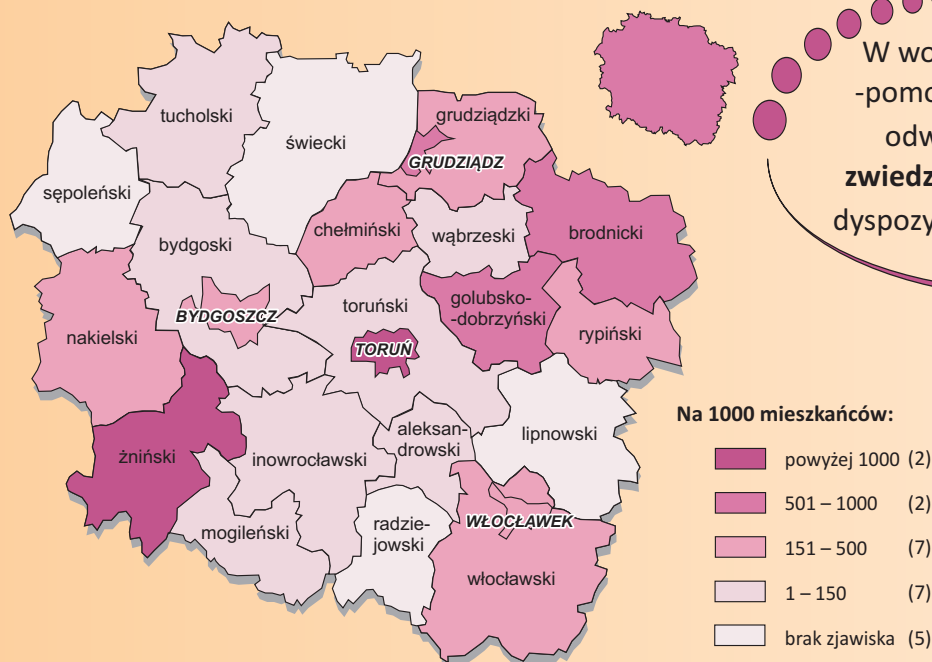 W wo
-pomo
odw
zwiedz
dyspozy
tucholski
świecki
grudziądzki
GRUDZIĄDZ
sępoleński
chełmiński
wąbrzeski
brodnicki
bydgoski
BYDGOSZCZ
toruński
golubsko-
-dobrzyński
rypiński
nakielski
TORUŃ
żniński
inowrocławski
aleksan-
drowski
lipnowski
mogileński
radzie-
jowski
WŁOCŁAWEK
włocławski
Na 1000 mieszkańców:
powyżej 1000 (2)
501 – 1000 (2)
151 – 500 (7)
1 – 150 (7)
brak zjawiska (5)